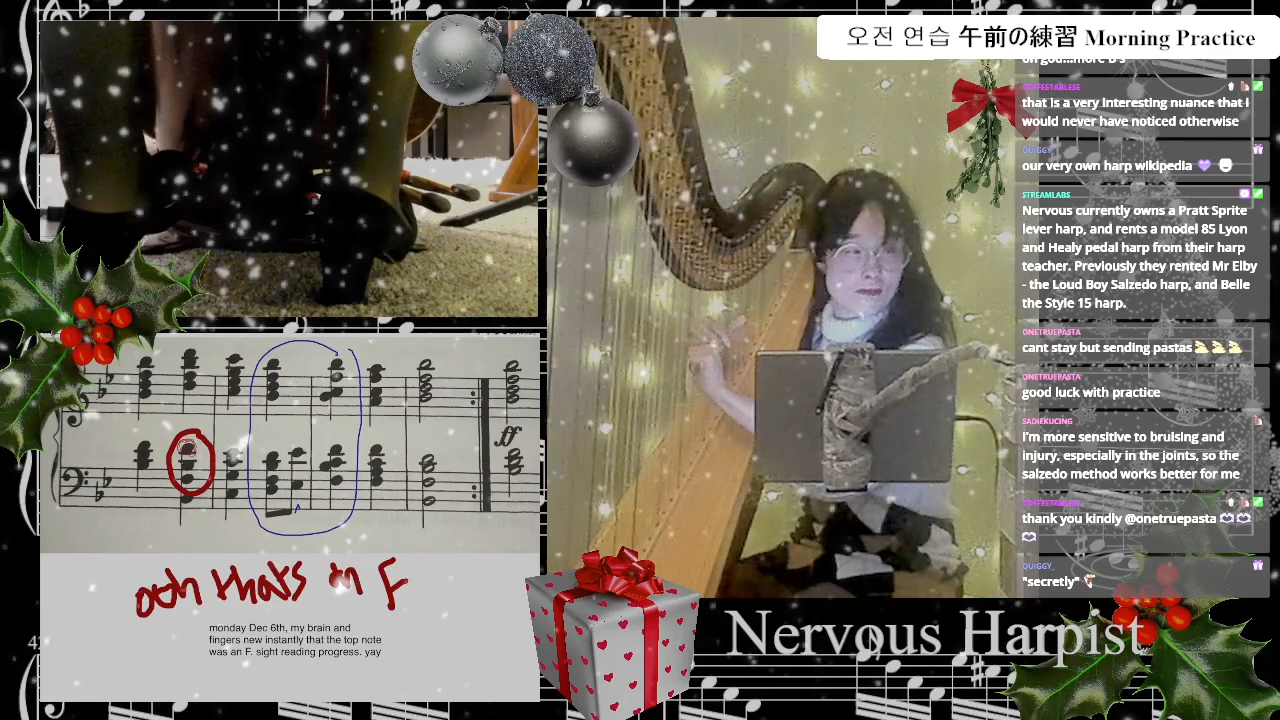 오전 연습 午前の練習 Morning Practice
COFFEETABLESE
that is a very interesting nuance that i
would never have noticed otherwise
QUIGGY_
our very own harp wikipedia
STREAMLABS
Nervous currently owns a Pratt Sprite
lever harp, and rents a model 85 Lyon
and Healy pedal harp from their harp
teacher. Previously they rented Mr Elby
- the Loud Boy Salzedo harp, and Belle
the Style 15 harp.
ONETRUEPASTA
cant stay but sending pastas
ONETRUEPASTA
good luck with practice
SADIEKUCING
I'm more sensitive to bruising and
injury, especially in the joints, so the
salzedo method works better for me
COFFEETABLESE
thank you kindly @onetruepasta
QUIGGY_
"secretly"
ff
ooh thats an F
monday Dec 6th, my brain and
fingers new instantly that the top note
was an F. sight reading progress. yay
Nervous Harpist